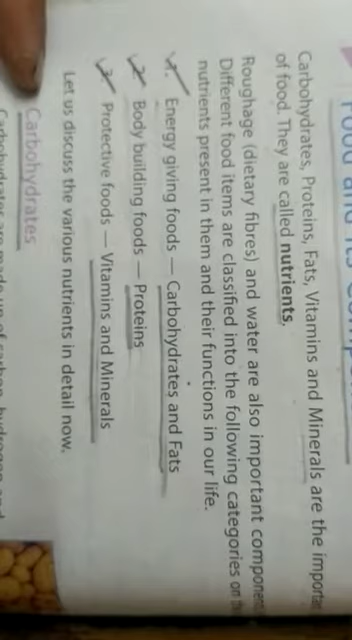 Food and its
Carbohydrates, Proteins, Fats, Vitamins and Minerals are the
of food. They are called nutrients.
Roughage (dietary fibres) and water are also important
Different food items are classified into the following categories on
nutrients present in them and their functions in our life.
1. Energy giving foods — Carbohydrates and Fats
2. Body building foods — Proteins
3. Protective foods — Vitamins and Minerals
Let us discuss the various nutrients in detail now.
Carbohydrates
Carbohydrates are made up of carbon, hydrogen and